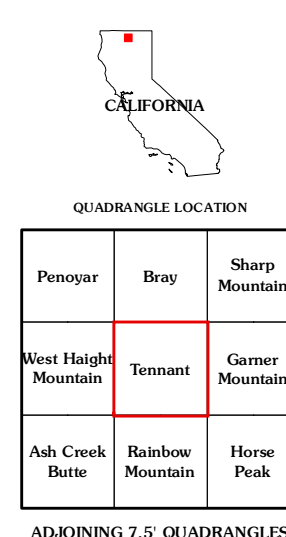 CALIFORNIA
QUADRANGLE LOCATION
Penoyar
Bray
Sharp
Mountain
West Haight
Mountain
Tennant
Garner
Mountain
Ash Creek
Butte
Rainbow
Mountain
Horse
Peak
ADJOINING 7.5' QUADRANGLES